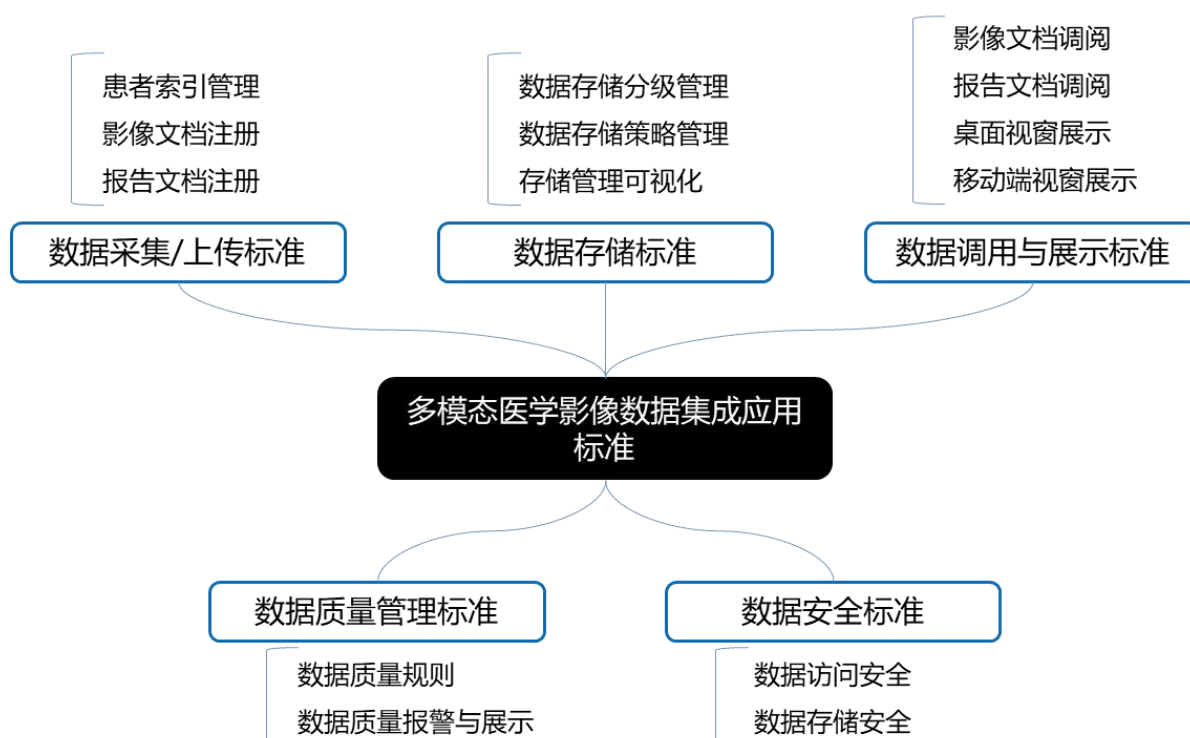 患者索引管理
影像文档注册
报告文档注册
数据采集/上传标准
数据存储分级管理
数据存储策略管理
存储管理可视化
数据存储标准
影像文档调阅
报告文档调阅
桌面视窗展示
移动端视窗展示
数据调用与展示标准
多模态医学影像数据集成应用
标准
数据质量管理标准
数据质量规则
数据质量报警与展示
数据安全标准
数据访问安全
数据存储安全